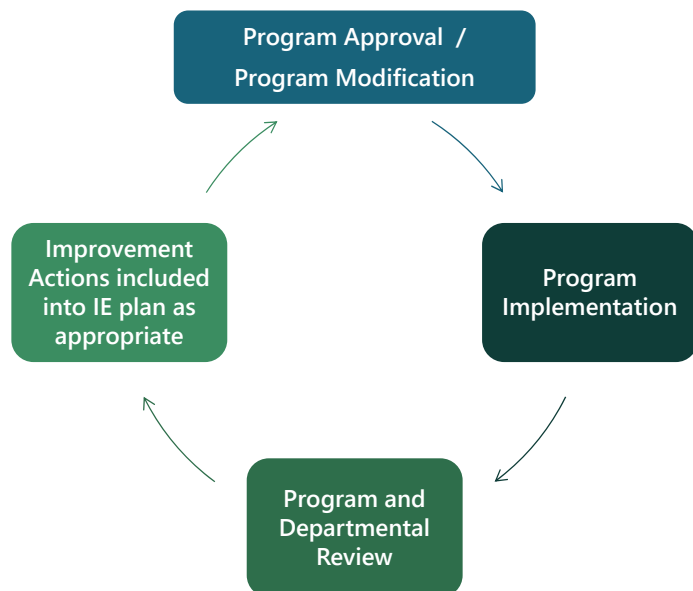 Program Approval /
Program Modification
Program
Implementation
Program and
Departmental
Review
Improvement
Actions included
into IE plan as
appropriate